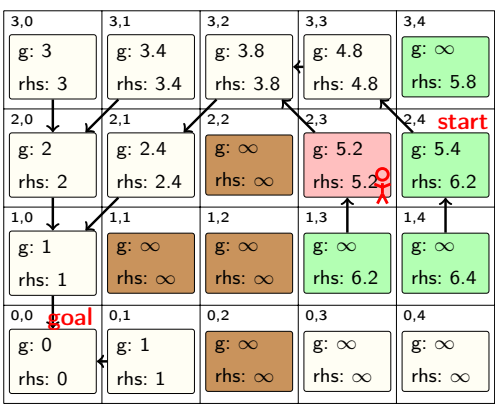 3,0 3,1 3,2 3,3 3,4
g: 3 g: 3.4 g: 3.8 g: 4.8 g: ∞
rhs: 3 rhs: 3.4 rhs: 3.8 rhs: 4.8 rhs: 5.8
2,0 2,1 2,2 2,3 2,4 start
g: 2 g: 2.4 g: ∞ g: 5.2 g: 5.4
rhs: 2 rhs: 2.4 rhs: ∞ rhs: 5.2 rhs: 6.2
1,0 1,1 1,2 1,3 1,4
g: 1 g: ∞ g: ∞ g: ∞ g: ∞
rhs: 1 rhs: ∞ rhs: ∞ rhs: 6.2 rhs: 6.4
0,0 goal 0,1 0,2 0,3 0,4
g: 0 g: 1 g: ∞ g: ∞ g: ∞
rhs: 0 rhs: 1 rhs: ∞ rhs: ∞ rhs: ∞